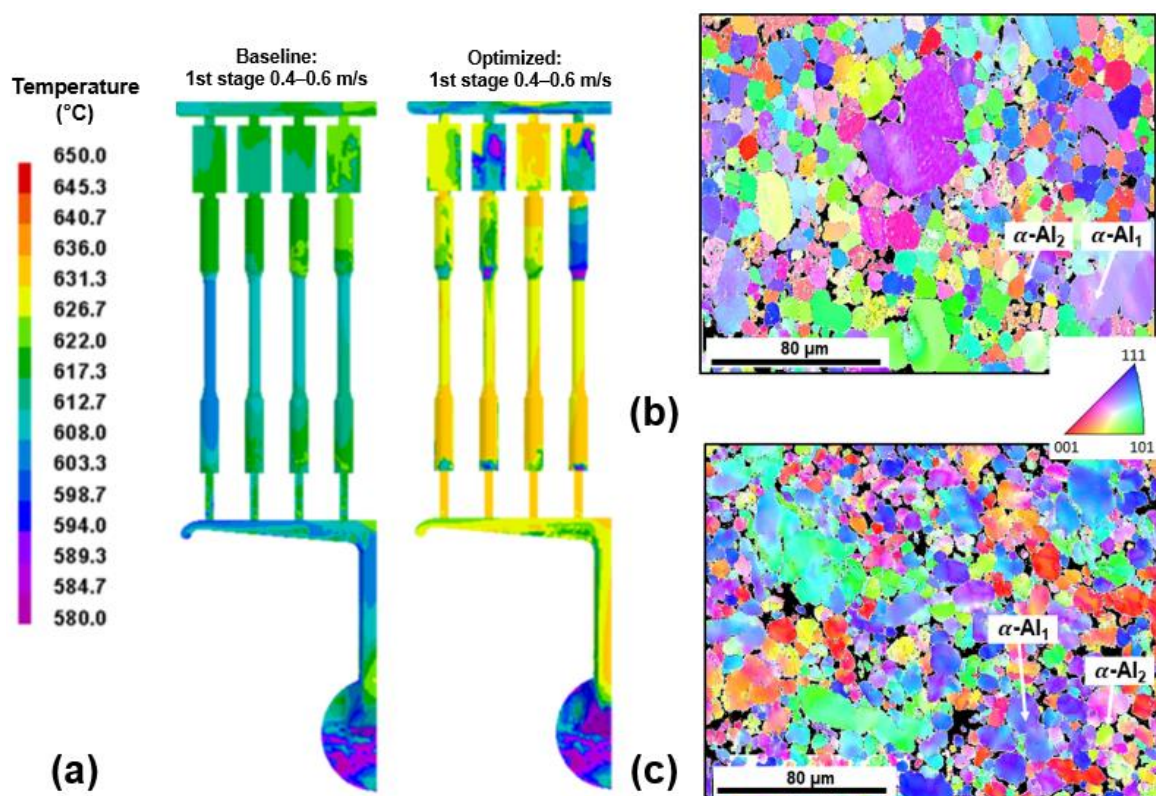 Baseline:
1st stage 0.4–0.6 m/s
Optimized:
1st stage 0.4–0.6 m/s
Temperature
(°C)
650.0
645.3
640.7
636.0
631.3
626.7
622.0
617.3
612.7
608.0
603.3
598.7
594.0
589.3
584.7
580.0
(a)
α-Al₂
α-Al₁
80 µm
(b)
111
001
101
α-Al₁
α-Al₂
80 µm
(c)